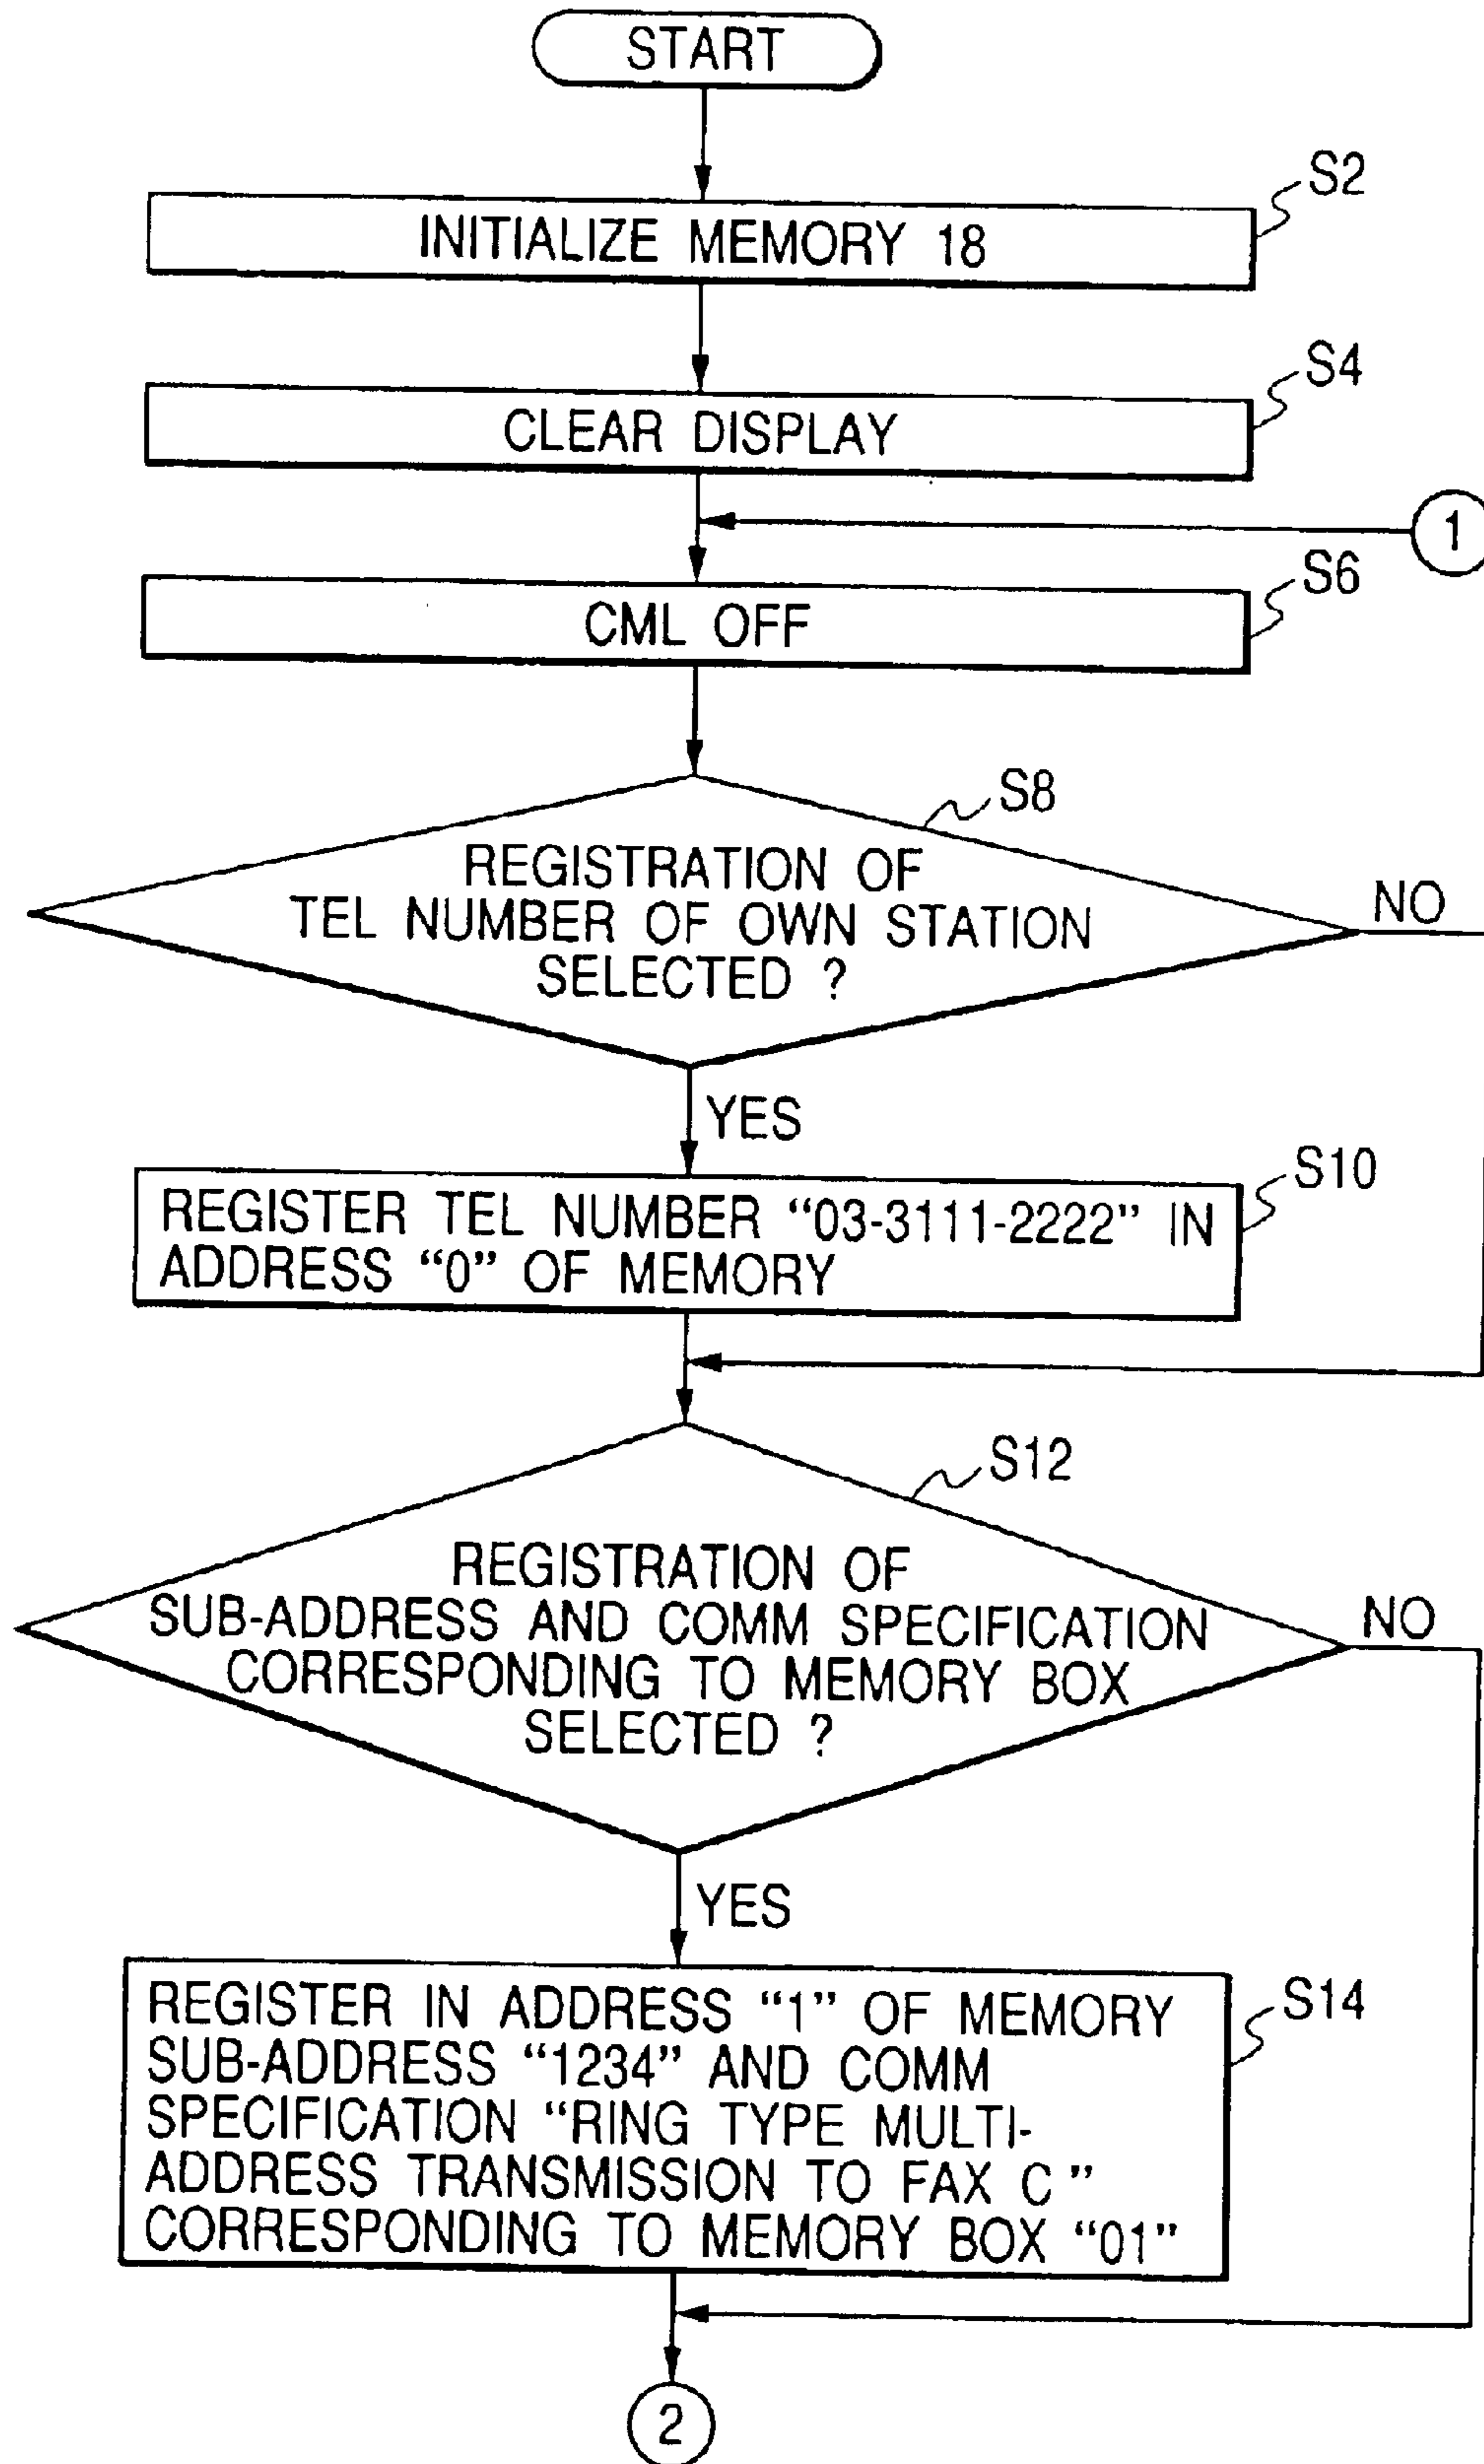 START
S2
INITIALIZE MEMORY 18
S4
CLEAR DISPLAY
1
S6
CML OFF
S8
REGISTRATION OF
TEL NUMBER OF OWN STATION
SELECTED ?
NO
YES
S10
REGISTER TEL NUMBER “03-3111-2222” IN
ADDRESS “0” OF MEMORY
S12
REGISTRATION OF
SUB-ADDRESS AND COMM SPECIFICATION
CORRESPONDING TO MEMORY BOX
SELECTED ?
NO
YES
S14
REGISTER IN ADDRESS “1” OF MEMORY
SUB-ADDRESS “1234” AND COMM
SPECIFICATION “RING TYPE MULTI-
ADDRESS TRANSMISSION TO FAX C ”
CORRESPONDING TO MEMORY BOX “01”
2